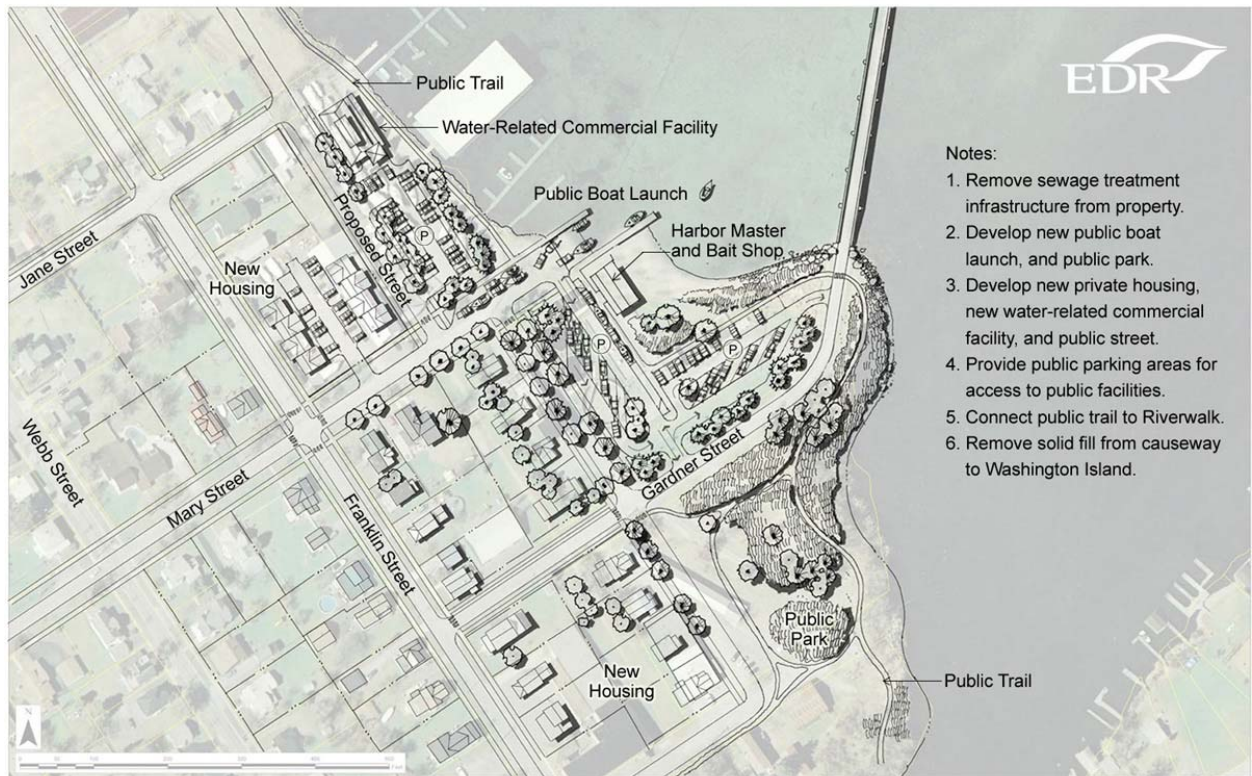 EDR
Public Trail
Water-Related Commercial Facility
Public Boat Launch
Harbor Master
and Bait Shop
Notes:
1. Remove sewage treatment
infrastructure from property.
2. Develop new public boat
launch, and public park.
3. Develop new private housing,
new water-related commercial
facility, and public street.
4. Provide public parking areas for
access to public facilities.
5. Connect public trail to Riverwalk.
6. Remove solid fill from causeway
to Washington Island.
Jane Street
New
Housing
Proposed Street
P
P
P
Webb Street
Mary Street
Franklin Street
Gardner Street
Public
Park
New
Housing
Public Trail